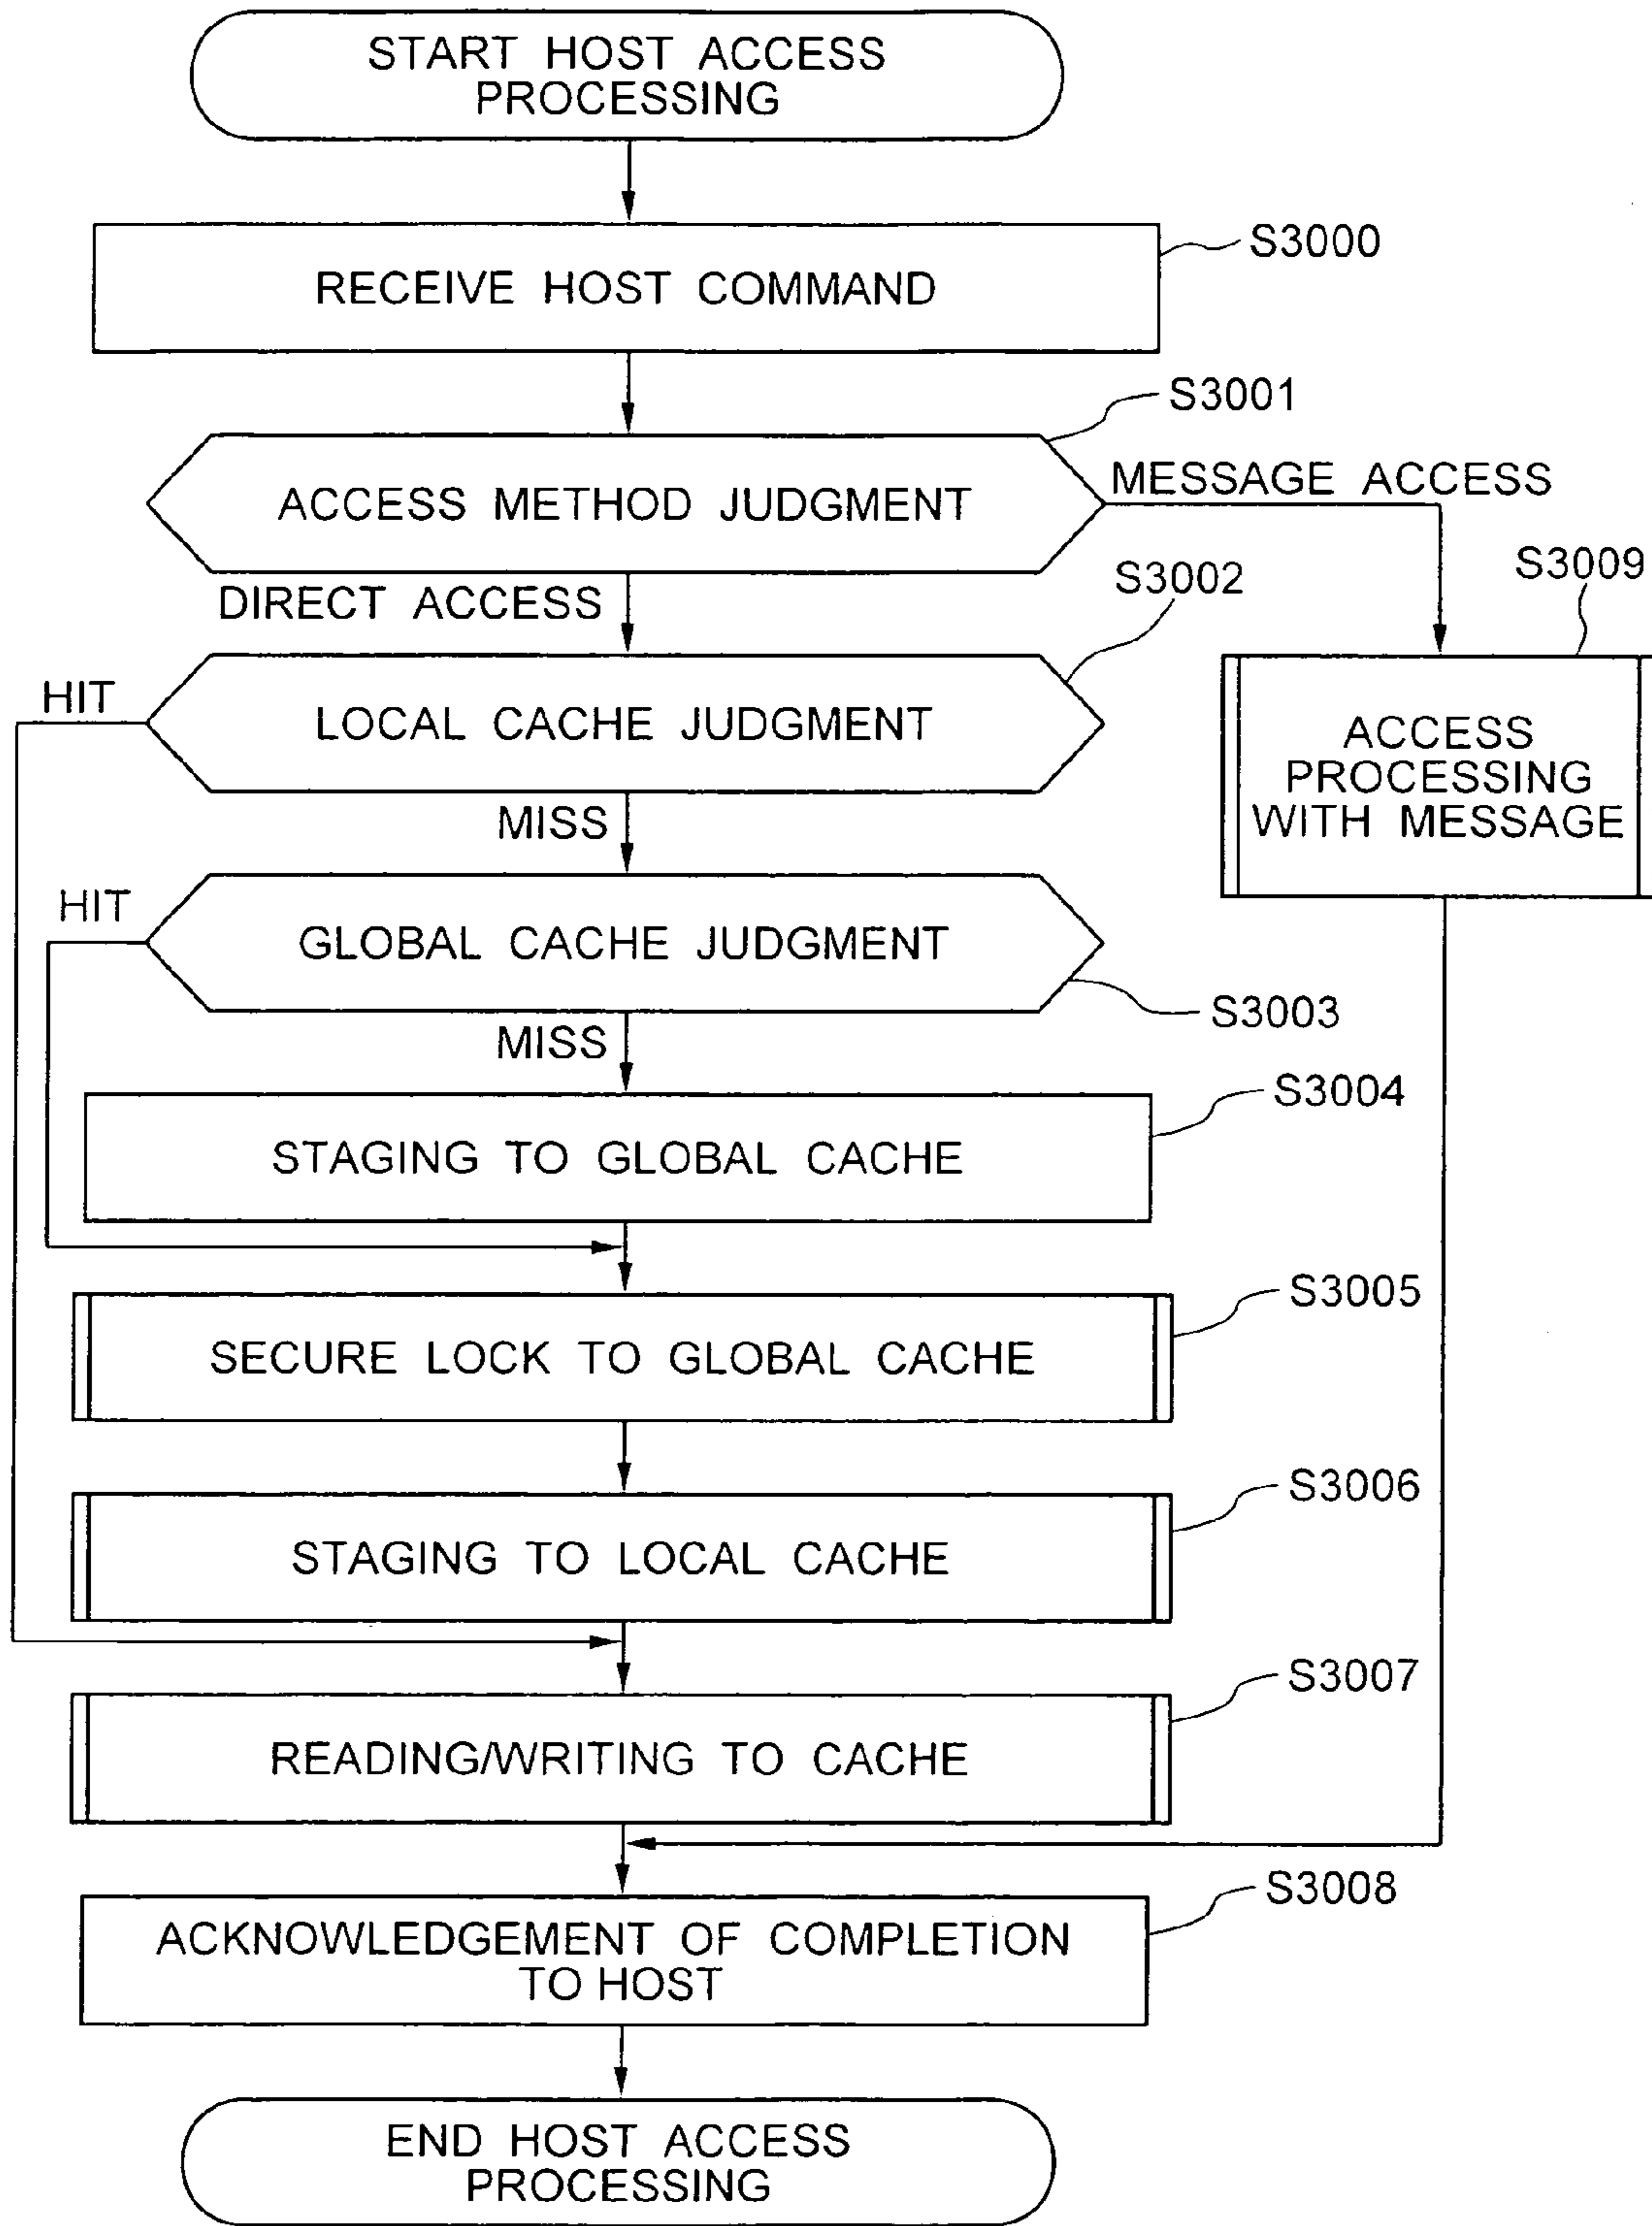 START HOST ACCESS
PROCESSING
S3000
RECEIVE HOST COMMAND
S3001
ACCESS METHOD JUDGMENT
MESSAGE ACCESS
DIRECT ACCESS
S3002
S3009
HIT
LOCAL CACHE JUDGMENT
ACCESS
PROCESSING
WITH MESSAGE
MISS
HIT
GLOBAL CACHE JUDGMENT
S3003
MISS
S3004
STAGING TO GLOBAL CACHE
S3005
SECURE LOCK TO GLOBAL CACHE
S3006
STAGING TO LOCAL CACHE
S3007
READING/WRITING TO CACHE
S3008
ACKNOWLEDGEMENT OF COMPLETION
TO HOST
END HOST ACCESS
PROCESSING